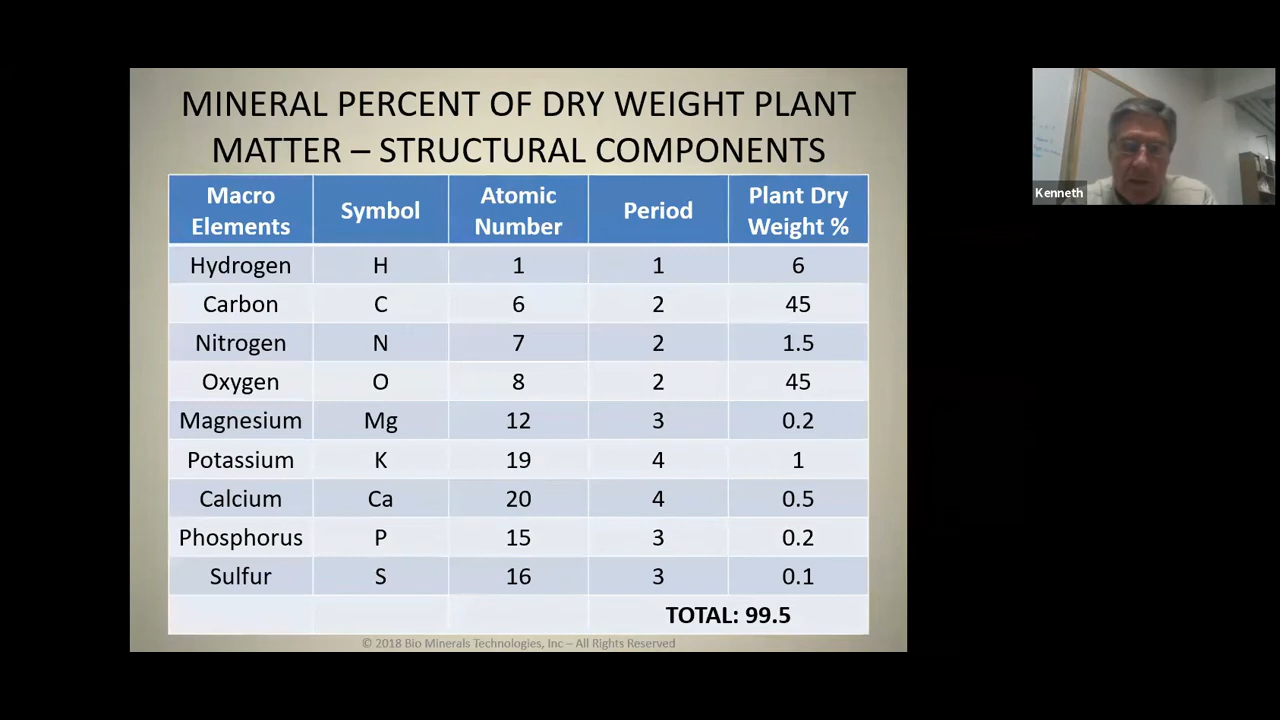 MINERAL PERCENT OF DRY WEIGHT PLANT
MATTER – STRUCTURAL COMPONENTS
Macro Elements Symbol Atomic Number Period Plant Dry Weight %
Hydrogen H 1 1 6
Carbon C 6 2 45
Nitrogen N 7 2 1.5
Oxygen O 8 2 45
Magnesium Mg 12 3 0.2
Potassium K 19 4 1
Calcium Ca 20 4 0.5
Phosphorus P 15 3 0.2
Sulfur S 16 3 0.1
TOTAL: 99.5
© 2018 Bio Minerals Technologies, Inc – All Rights Reserved
Kenneth